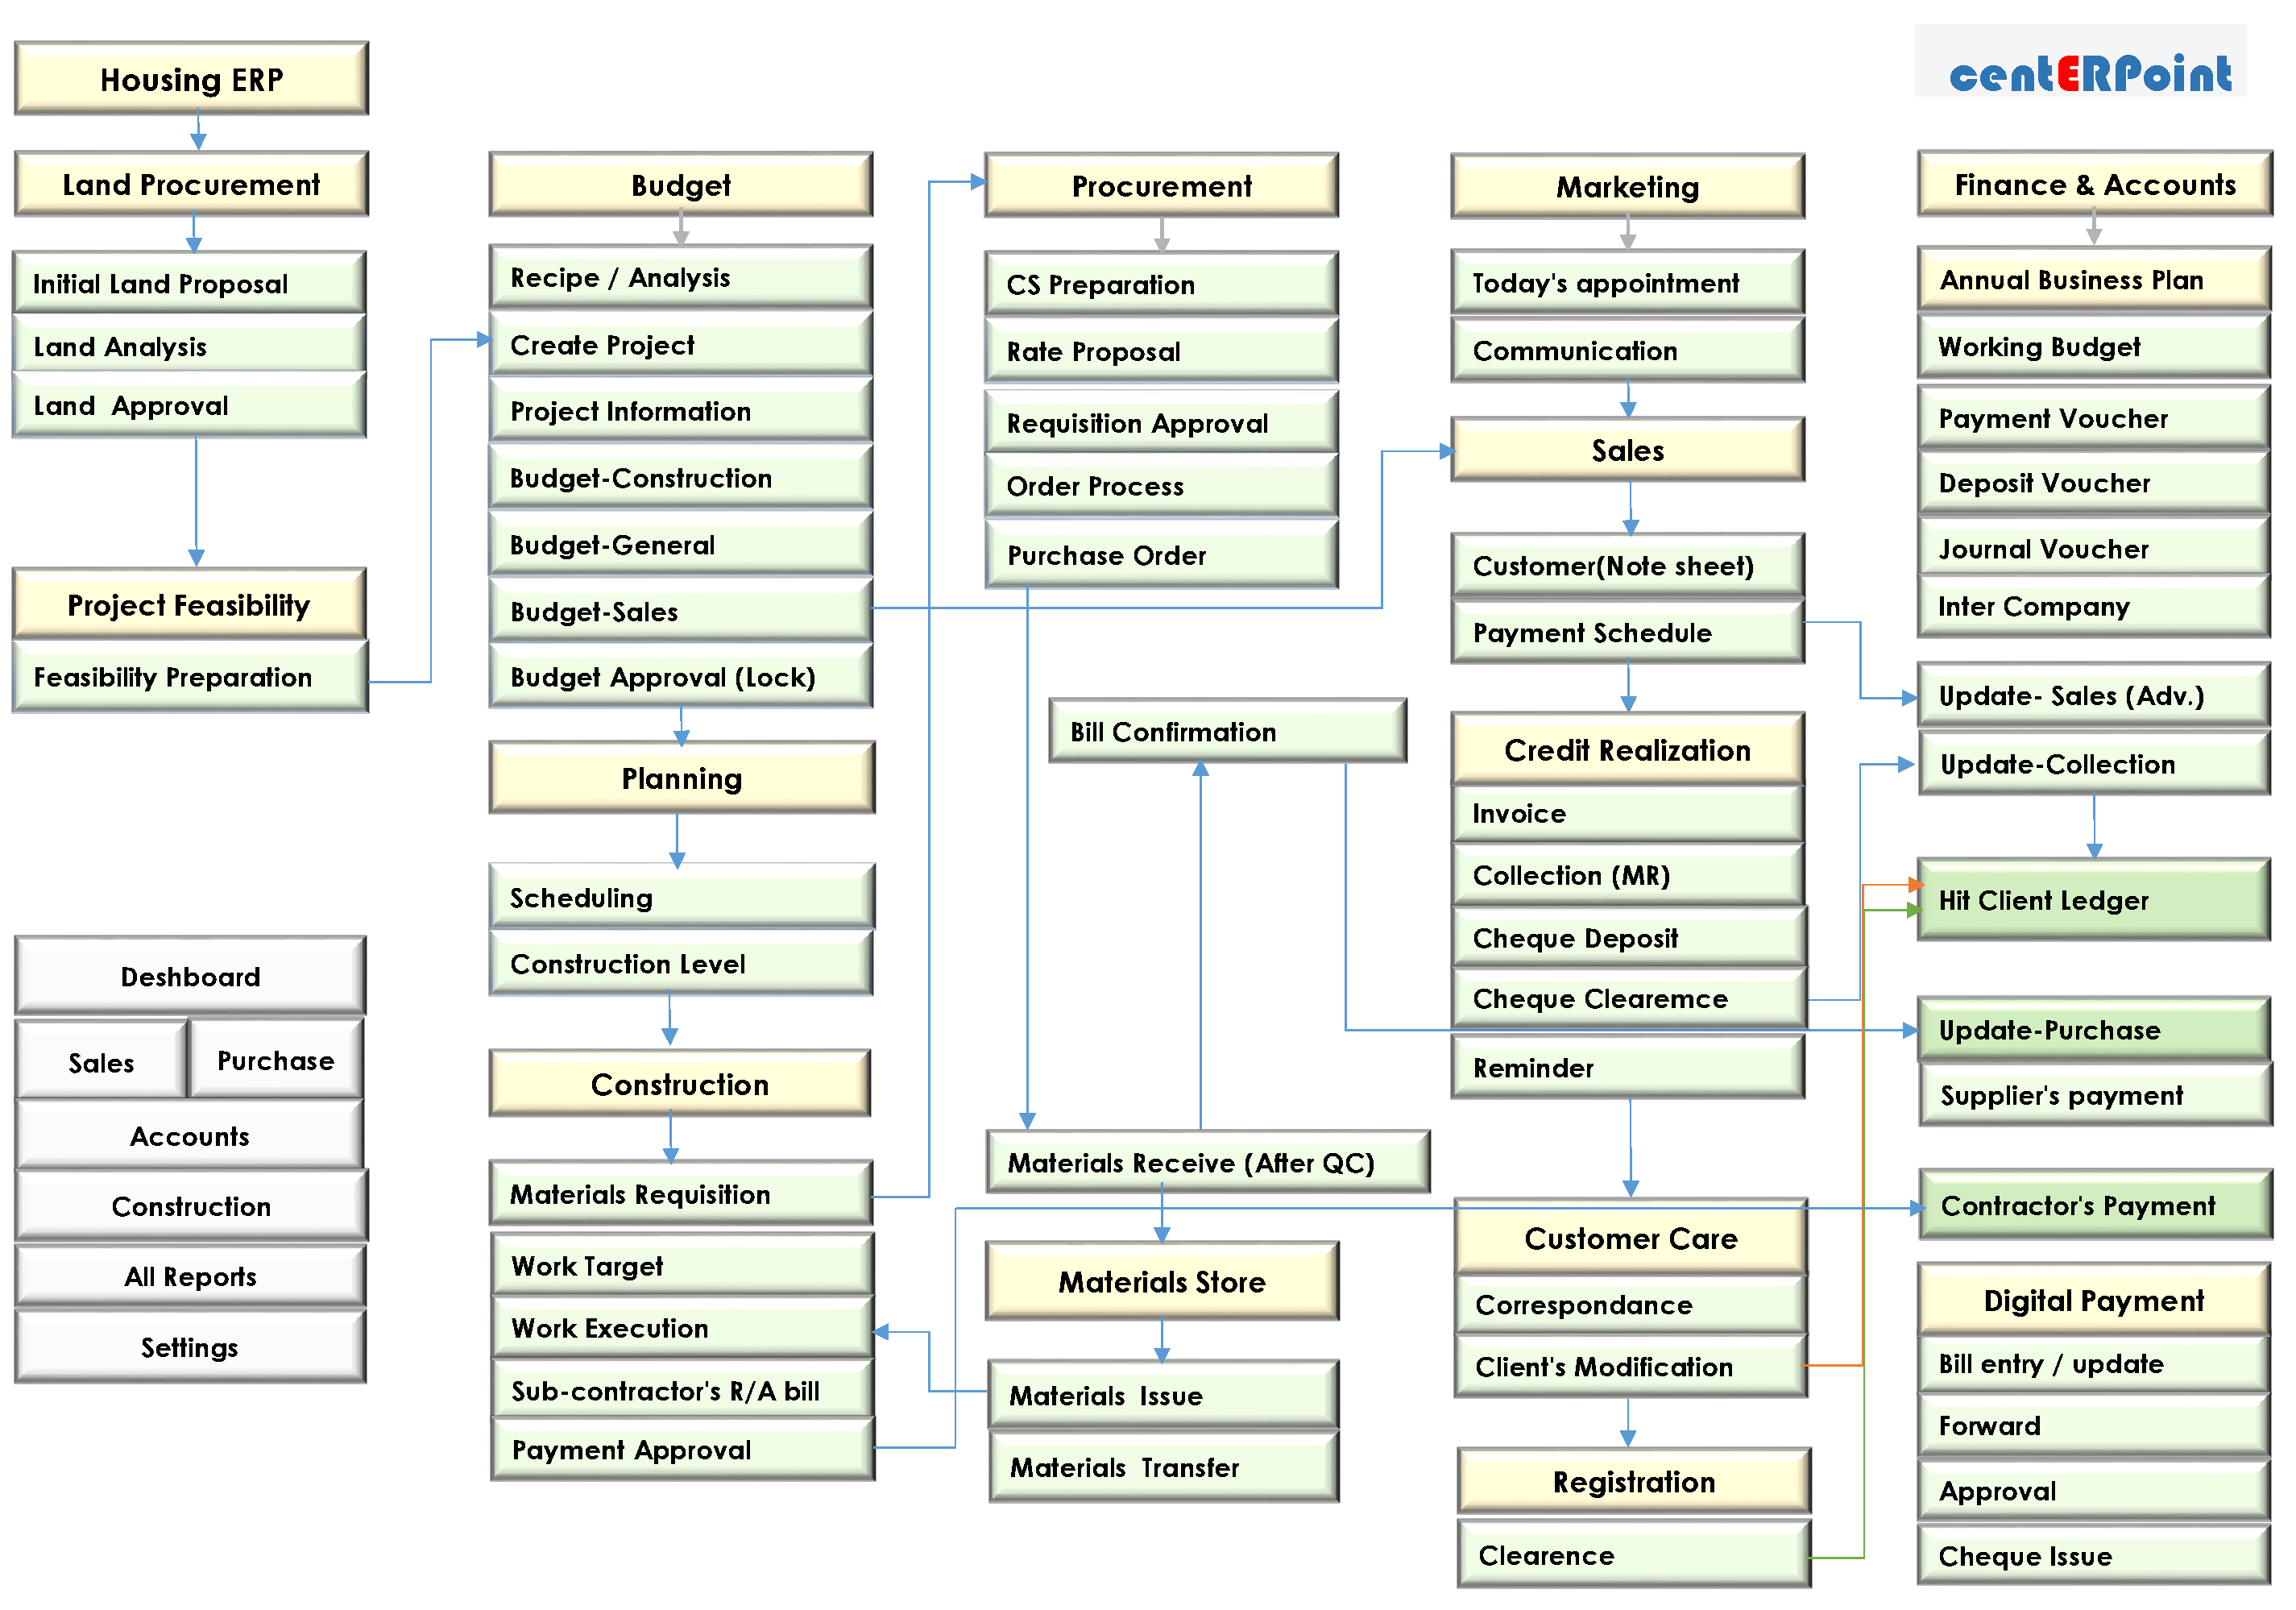 Housing ERP
Land Procurement
Initial Land Proposal
Land Analysis
Land Approval
Project Feasibility
Feasibility Preparation
Deshboard
Sales
Purchase
Accounts
Construction
All Reports
Settings
Budget
Recipe / Analysis
Create Project
Project Information
Budget-Construction
Budget-General
Budget-Sales
Budget Approval (Lock)
Planning
Scheduling
Construction Level
Construction
Materials Requisition
Work Target
Work Execution
Sub-contractor's R/A bill
Payment Approval
Procurement
CS Preparation
Rate Proposal
Requisition Approval
Order Process
Purchase Order
Bill Confirmation
Materials Receive (After QC)
Materials Store
Materials Issue
Materials Transfer
Marketing
Today's appointment
Communication
Sales
Customer(Note sheet)
Payment Schedule
Credit Realization
Invoice
Collection (MR)
Cheque Deposit
Cheque Clearemce
Reminder
Customer Care
Correspondance
Client's Modification
Registration
Clearence
centERPoint
Finance & Accounts
Annual Business Plan
Working Budget
Payment Voucher
Deposit Voucher
Journal Voucher
Inter Company
Update- Sales (Adv.)
Update-Collection
Hit Client Ledger
Update-Purchase
Supplier's payment
Contractor's Payment
Digital Payment
Bill entry / update
Forward
Approval
Cheque Issue